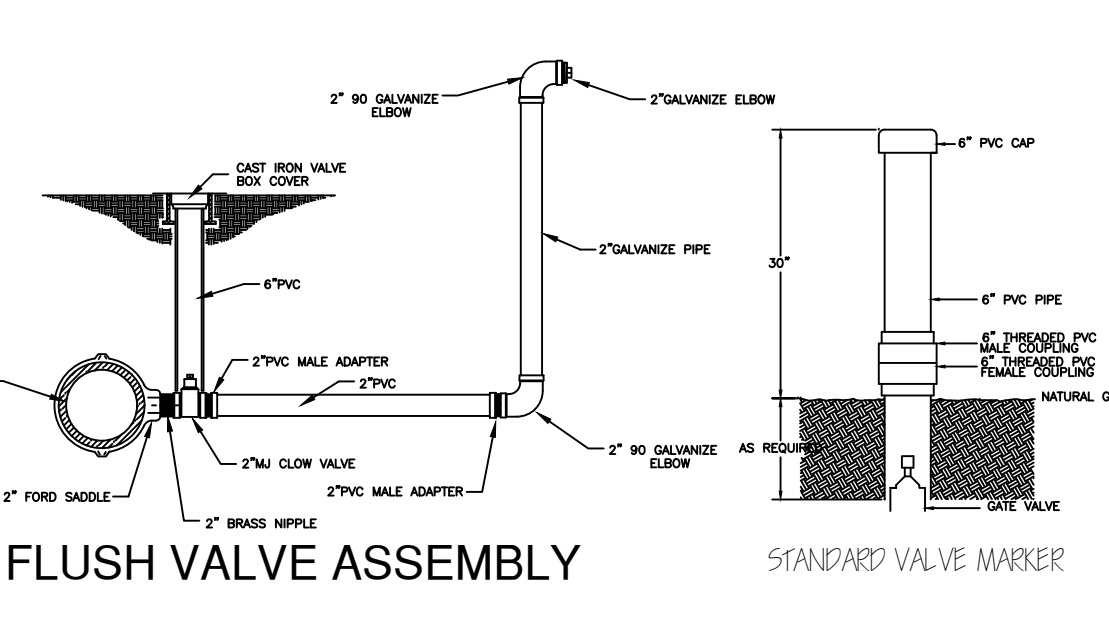 2" 90 GALVANIZE
ELBOW
2"GALVANIZE ELBOW
CAST IRON VALVE
BOX COVER
2"GALVANIZE PIPE
6"PVC
2"PVC MALE ADAPTER
2"PVC
2" 90 GALVANIZE
ELBOW
2"MJ CLOW VALVE
2"PVC MALE ADAPTER
2" FORD SADDLE
2" BRASS NIPPLE
FLUSH VALVE ASSEMBLY
6" PVC CAP
30"
6" PVC PIPE
6" THREADED PVC
MALE COUPLING
6" THREADED PVC
FEMALE COUPLING
NATURAL G
AS REQUIRED
GATE VALVE
STANDARD VALVE MARKER